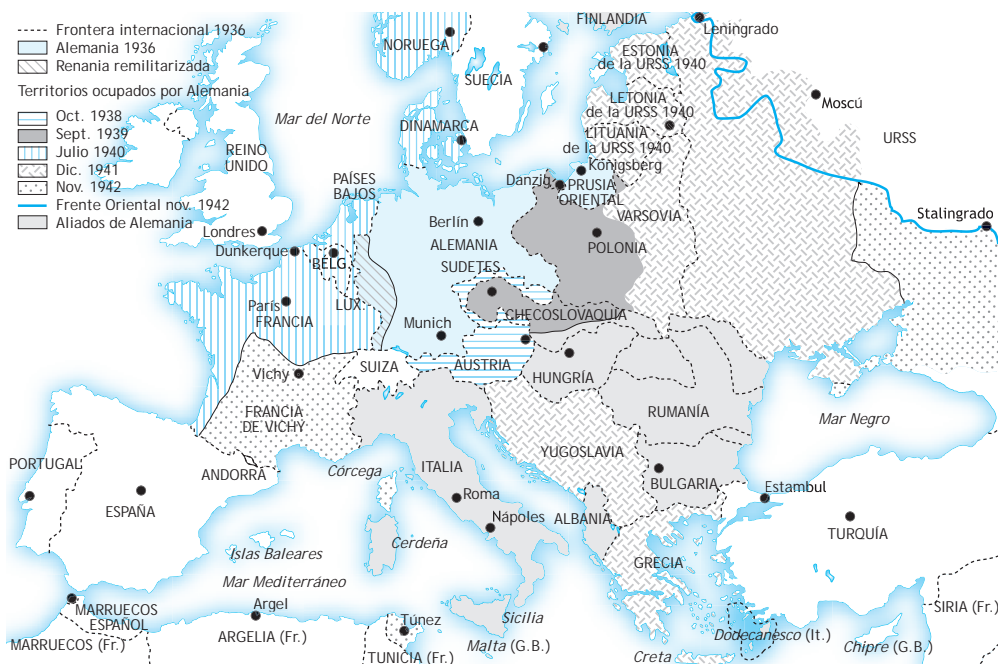 Frontera internacional 1936
Alemania 1936
Renania remilitarizada
Territorios ocupados por Alemania
Oct. 1938
Sept. 1939
Julio 1940
Dic. 1941
Nov. 1942
Frente Oriental nov. 1942
Aliados de Alemania
FINLANDIA
Leningrado
NORUEGA
SUECIA
ESTONIA
de la URSS 1940
LETONIA
de la URSS 1940
LITUANIA
de la URSS 1940
Moscú
URSS
Mar del Norte
DINAMARCA
REINO
UNIDO
PAÍSES
BAJOS
Königsberg
Danzig
PRUSIA
ORIENTAL
VARSOVIA
Stalingrado
Londres
Berlín
ALEMANIA
POLONIA
Dunkerque
BÉLG.
SUDETES
LUX.
París
FRANCIA
CHECOSLOVAQUÍA
Munich
Vichy
SUIZA
AUSTRIA
HUNGRÍA
RUMANÍA
Mar Negro
FRANCIA
DE VICHY
YUGOSLAVIA
PORTUGAL
ANDORRA
Córcega
ITALIA
BULGARIA
Estambul
ESPAÑA
Roma
Nápoles
ALBANIA
TURQUÍA
Islas Baleares
Cerdeña
GRECIA
Mar Mediterráneo
MARRUECOS
ESPAÑOL
Argel
Túnez
Sicilia
SIRIA (Fr.)
MARRUECOS (Fr.)
ARGELIA (Fr.)
TUNICIA (Fr.)
Malta (G.B.)
Dodecanesco (It.)
Chipre (G.B.)
Creta